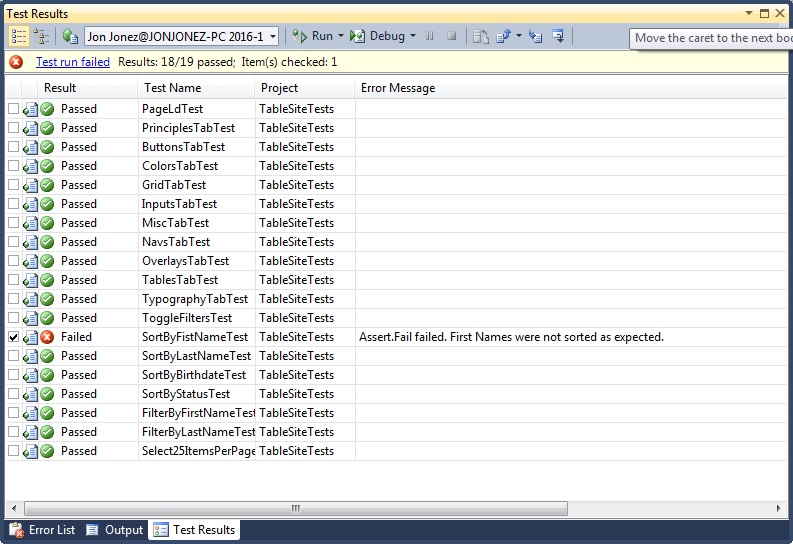 Test Results
Jon Jonez@JONJONEZ-PC 2016-1 Run Debug Move the caret to the next boo
Test run failed Results: 18/19 passed; Item(s) checked: 1
Result Test Name Project Error Message
Passed PageLdTest TableSiteTests
Passed PrinciplesTabTest TableSiteTests
Passed ButtonsTabTest TableSiteTests
Passed ColorsTabTest TableSiteTests
Passed GridTabTest TableSiteTests
Passed InputsTabTest TableSiteTests
Passed MiscTabTest TableSiteTests
Passed NavsTabTest TableSiteTests
Passed OverlaysTabTest TableSiteTests
Passed TablesTabTest TableSiteTests
Passed TypographyTabTest TableSiteTests
Passed ToggleFiltersTest TableSiteTests
Failed SortByFistNameTest TableSiteTests Assert.Fail failed. First Names were not sorted as expected.
Passed SortByLastNameTest TableSiteTests
Passed SortByBirthdateTest TableSiteTests
Passed SortByStatusTest TableSiteTests
Passed FilterByFirstNameTest TableSiteTests
Passed FilterByLastNameTest TableSiteTests
Passed Select25ItemsPerPage TableSiteTests
Error List Output Test Results